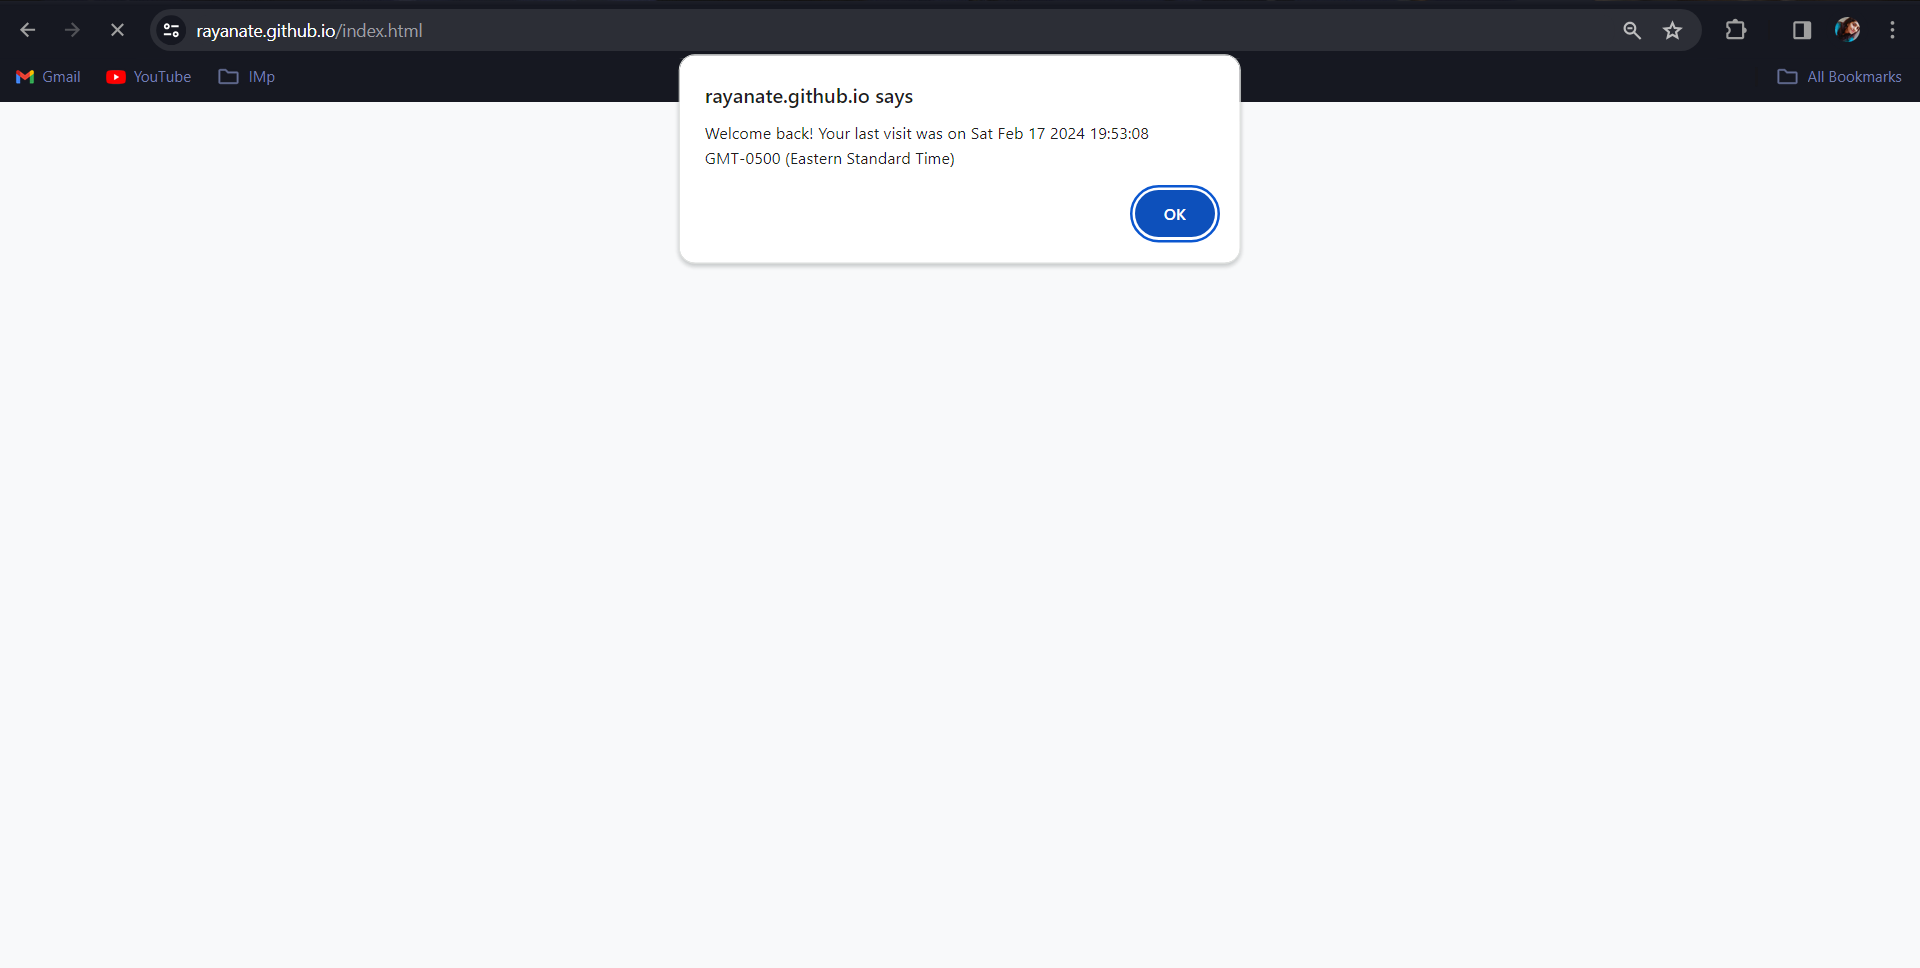 rayanate.github.io/index.html
Gmail YouTube IMp All Bookmarks
rayanate.github.io says
Welcome back! Your last visit was on Sat Feb 17 2024 19:53:08
GMT-0500 (Eastern Standard Time)
OK